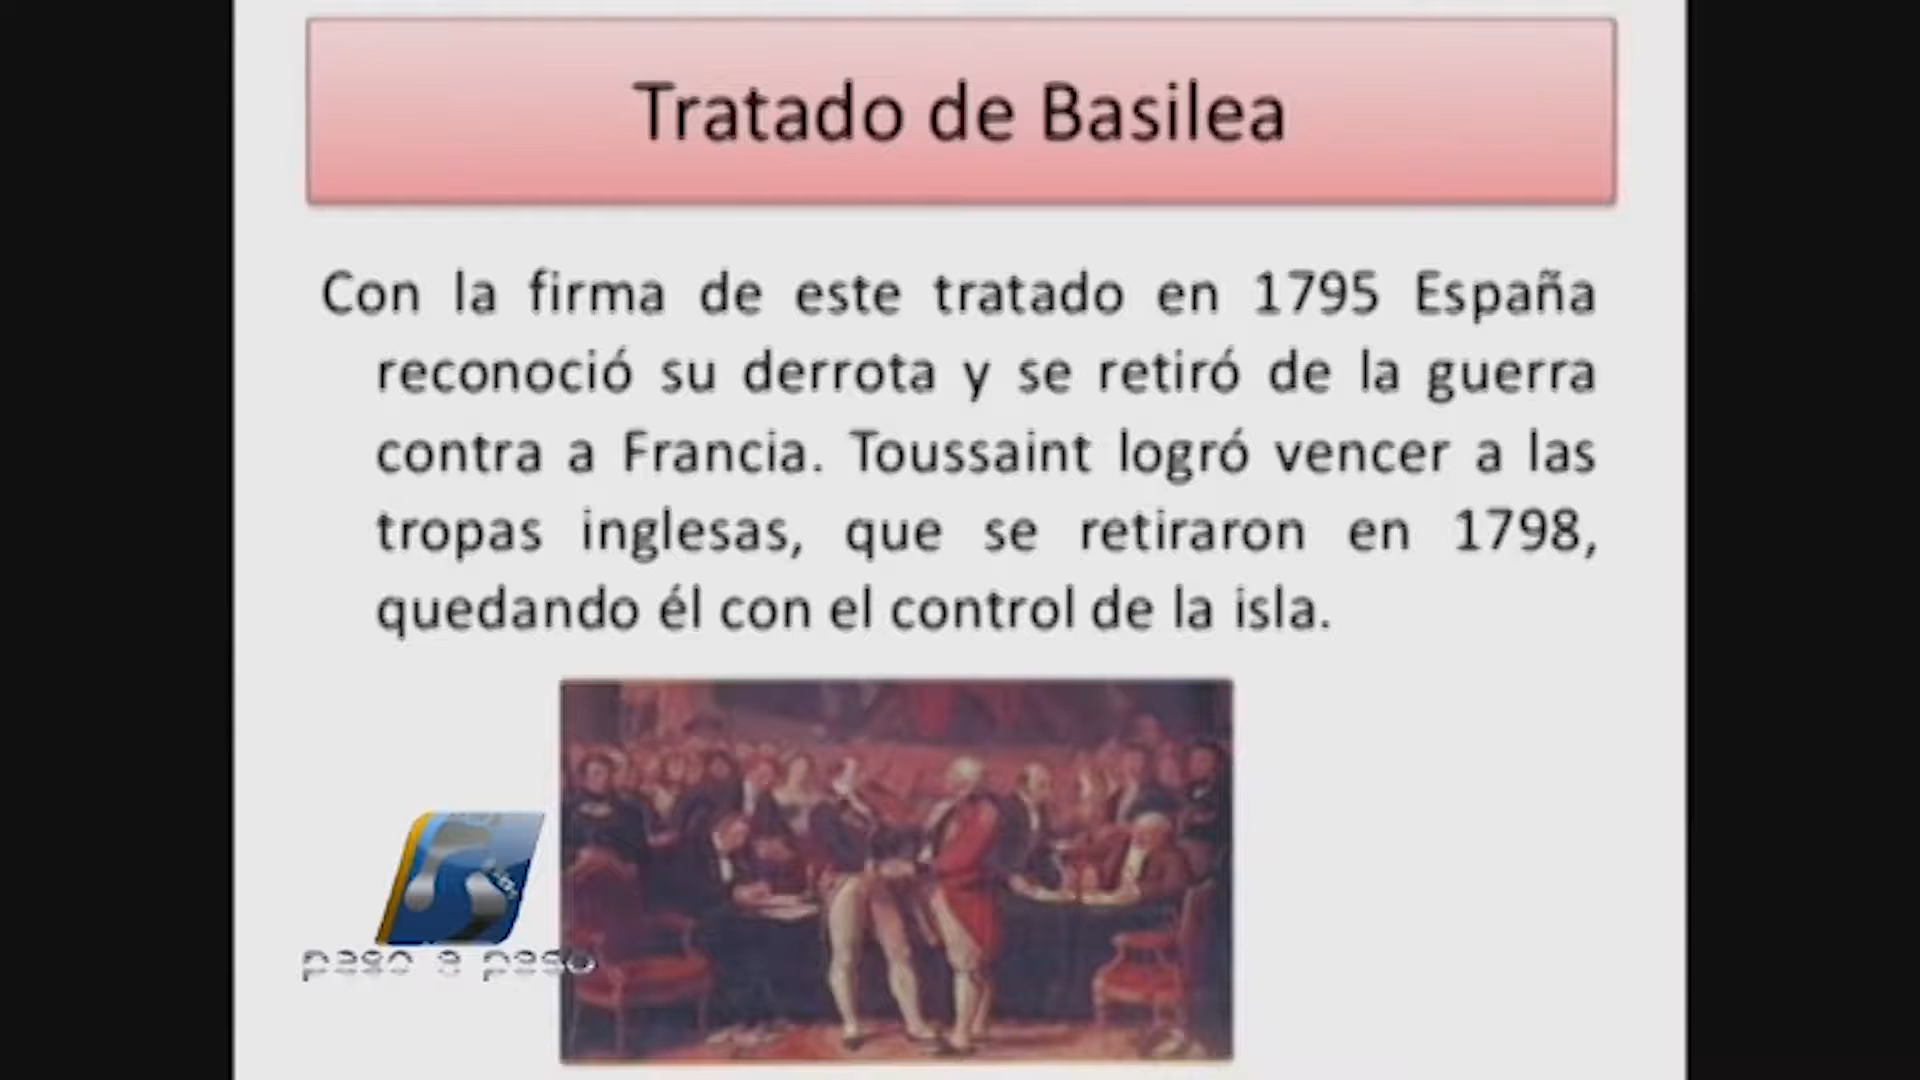 Tratado de Basilea
Con la firma de este tratado en 1795 España
reconoció su derrota y se retiró de la guerra
contra a Francia. Toussaint logró vencer a las
tropas inglesas, que se retiraron en 1798,
quedando él con el control de la isla.
paso a paso